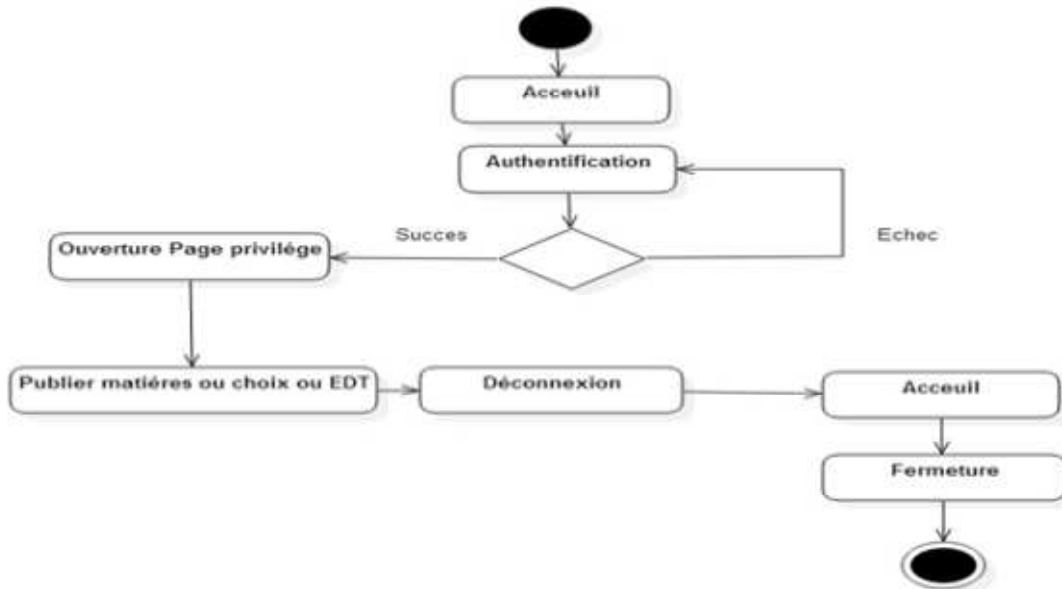 Acceuil
Authentification
Succes
Echec
Ouverture Page privilége
Publier matiéres ou choix ou EDT
Déconnexion
Acceuil
Fermeture